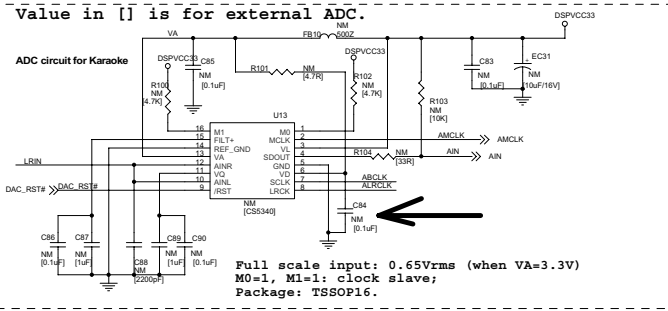 Value in [] is for external ADC.
DSPVCC33
NM
VA
FB10 500Z
ADC circuit for Karaoke
DSPVCC33
C85
NM
[0.1uF]
R100
NM
[4.7K]
R101
NM
[4.7R]
DSPVCC33
R102
NM
[4.7K]
R103
NM
[10K]
C83
NM
[0.1uF]
EC31
+
NM
[10uF/16V]
U13
16 M1 M0 1
15 FILT+ MCLK 2
14 REF_GND VL 3
13 VA SDOUT 4
12 AINR GND 5
11 VQ VD 6
10 AINL SCLK 7
9 /RST LRCK 8
NM
[CS5340]
AMCLK AMCLK
R104 NM
[33R]
AIN AIN
ABCLK
ALRCLK
LRIN
DAC_RST# DAC_RST#
C84
NM
[0.1uF]
C86
NM
[0.1uF]
C87
NM
[1uF]
C88
NM
[2200pF]
C89
NM
[1uF]
C90
NM
[0.1uF]
Full scale input: 0.65Vrms (when VA=3.3V)
M0=1, M1=1: clock slave;
Package: TSSOP16.